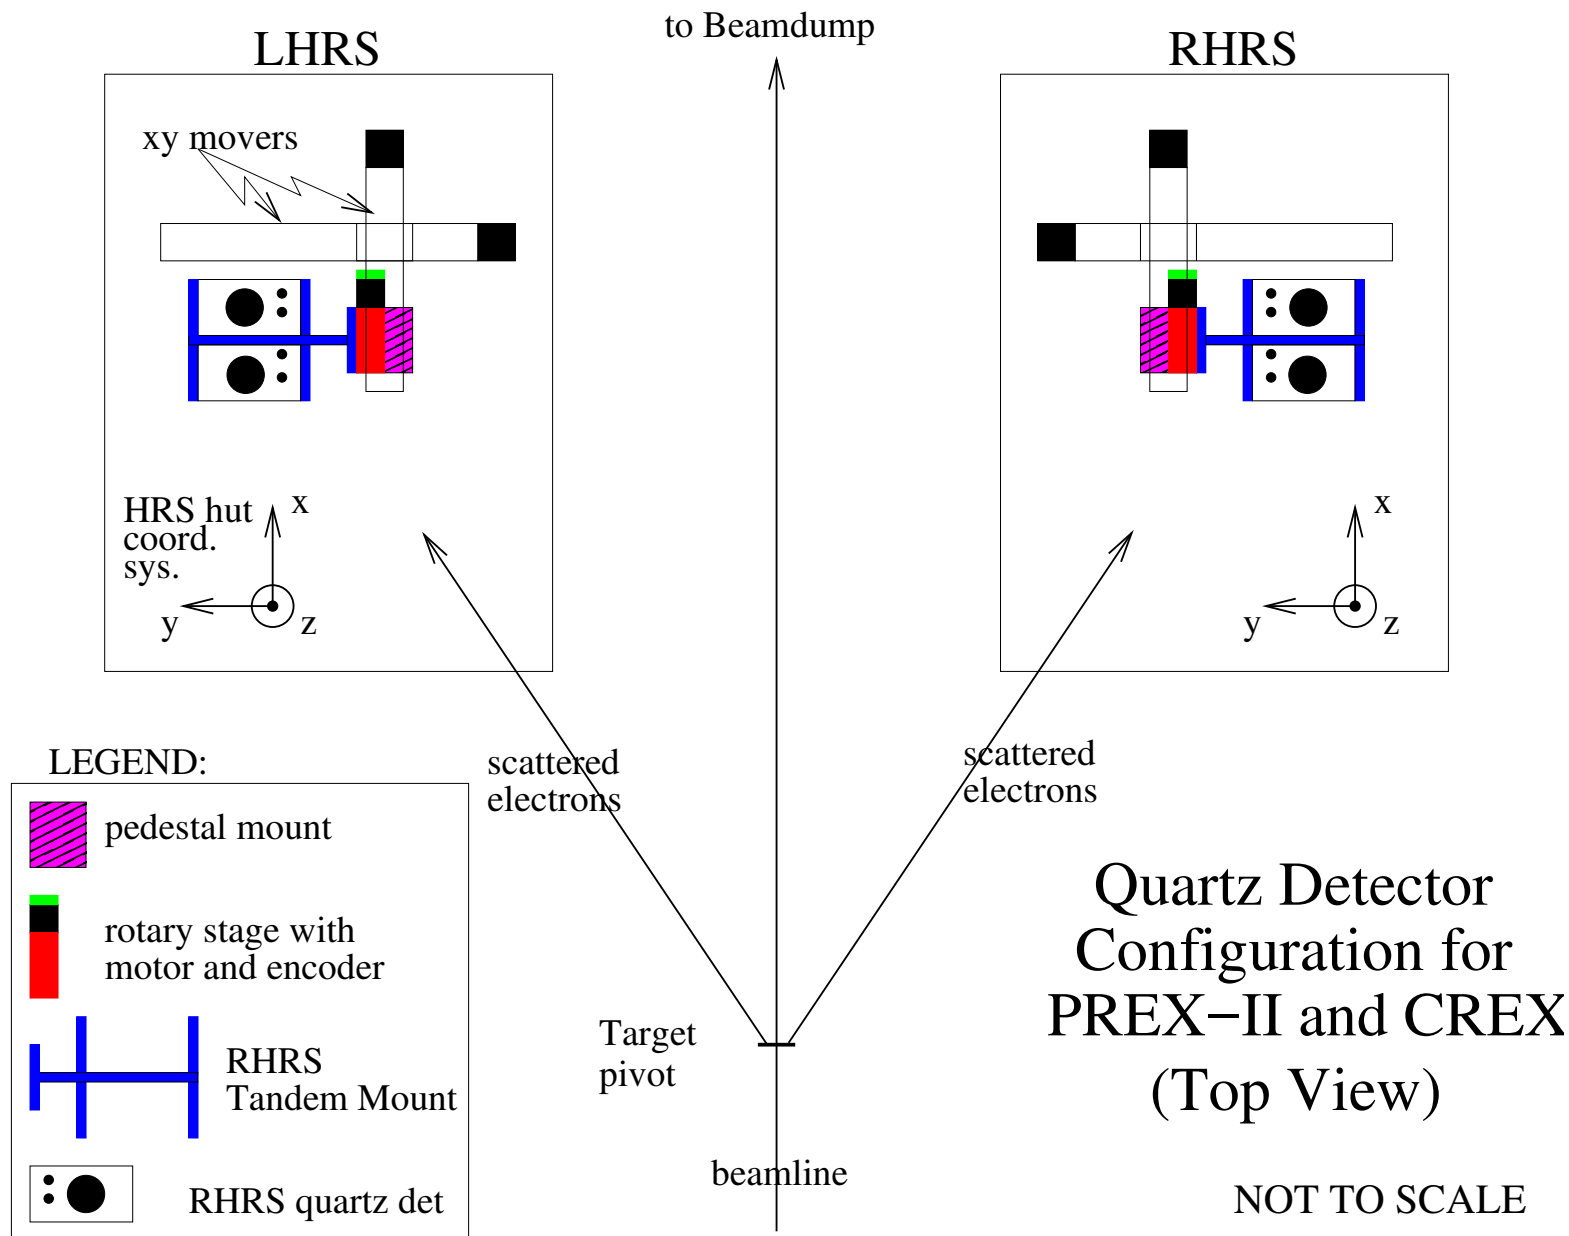 to Beamdump
LHRS
RHRS
xy movers
HRS hut
coord.
sys.
x
y
z
x
y
z
LEGEND:
pedestal mount
rotary stage with
motor and encoder
RHRS
Tandem Mount
RHRS quartz det
scattered
electrons
scattered
electrons
Target
pivot
beamline
Quartz Detector
Configuration for
PREX−II and CREX
(Top View)
NOT TO SCALE